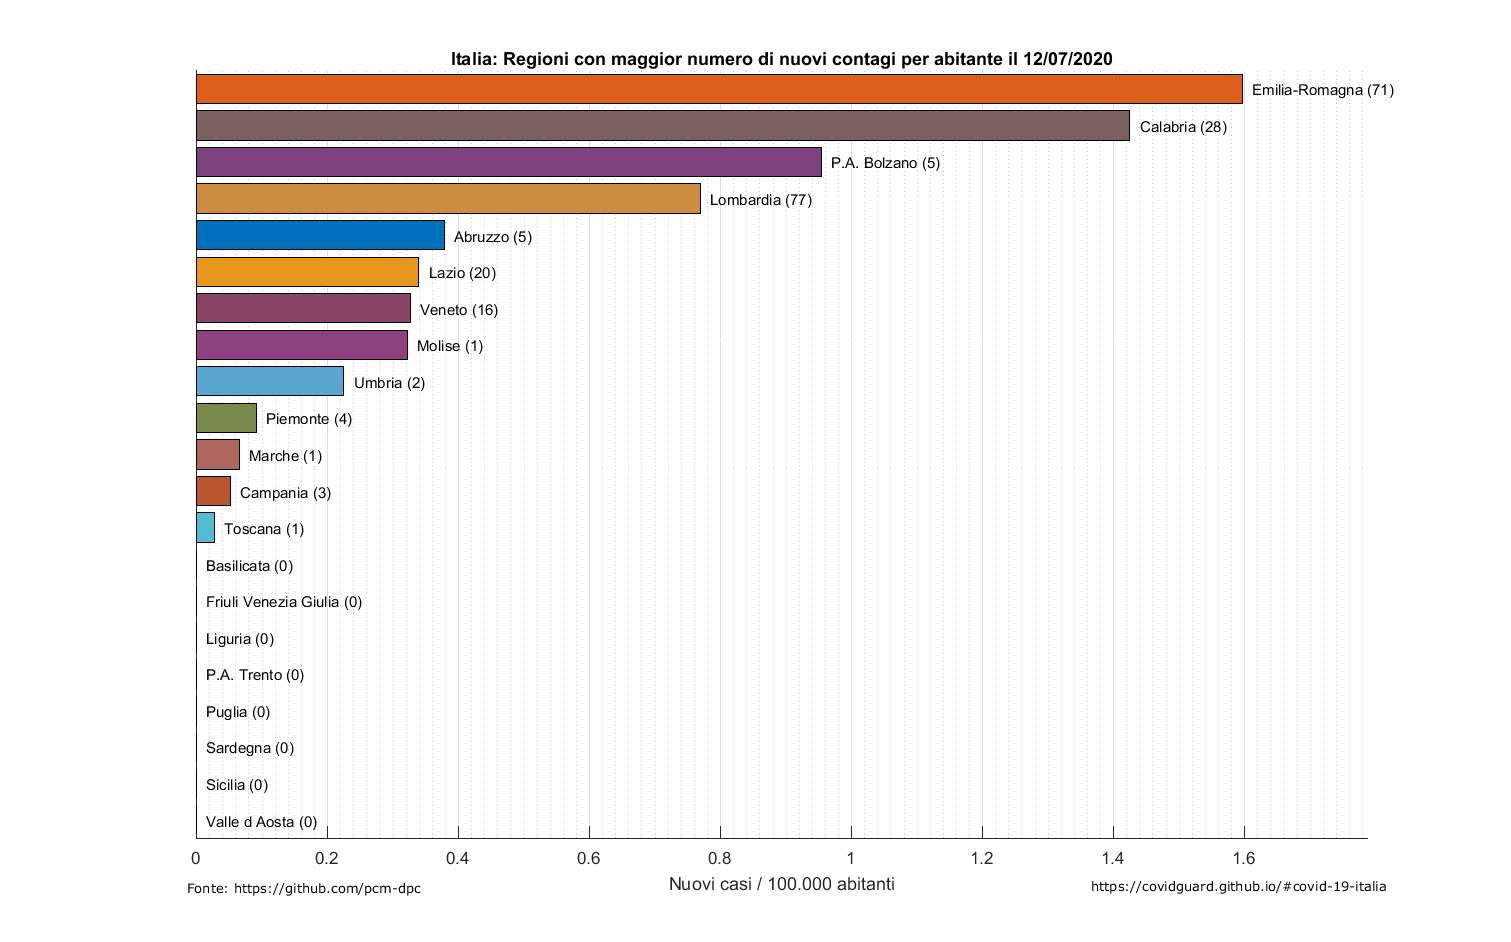 Italia: Regioni con maggior numero di nuovi contagi per abitante il 12/07/2020
Emilia-Romagna (71)
Calabria (28)
P.A. Bolzano (5)
Lombardia (77)
Abruzzo (5)
Lazio (20)
Veneto (16)
Molise (1)
Umbria (2)
Piemonte (4)
Marche (1)
Campania (3)
Toscana (1)
Basilicata (0)
Friuli Venezia Giulia (0)
Liguria (0)
P.A. Trento (0)
Puglia (0)
Sardegna (0)
Sicilia (0)
Valle d Aosta (0)
0 0.2 0.4 0.6 0.8 1 1.2 1.4 1.6
Nuovi casi / 100.000 abitanti
Fonte: https://github.com/pcm-dpc
https://covidguard.github.io/#covid-19-italia